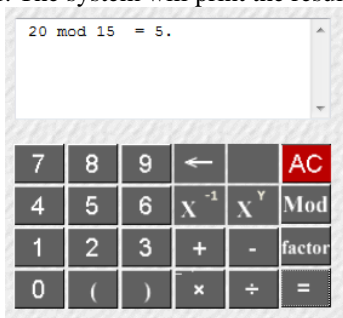 The system will print the resul
20 mod 15 = 5.
7 8 9 ← AC
4 5 6 X⁻¹ Xʸ Mod
1 2 3 + - factor
0 ( ) × ÷ =